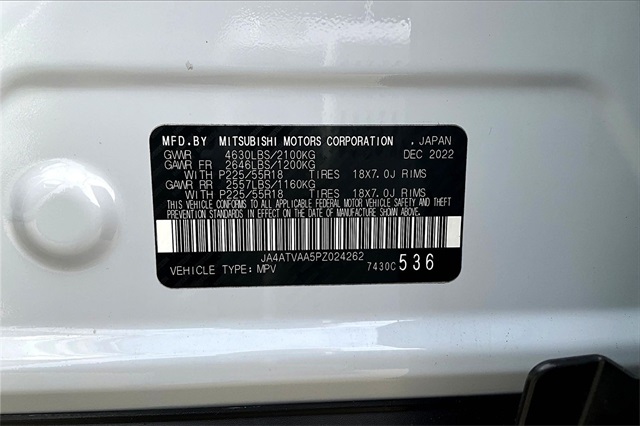 MFD.BY MITSUBISHI MOTORS CORPORATION , JAPAN
GVWR 4630LBS/2100KG DEC 2022
GAWR FR 2646LBS/1200KG
WITH P225/55R18 TIRES 18X7.0J RIMS
GAWR RR 2557LBS/1160KG
WITH P225/55R18 TIRES 18X7.0J RIMS
THIS VEHICLE CONFORMS TO ALL APPLICABLE FEDERAL MOTOR VEHICLE SAFETY AND THEFT
PREVENTION STANDARDS IN EFFECT ON THE DATE OF MANUFACTURE SHOWN ABOVE.
JA4ATVAA5PZ024262
VEHICLE TYPE: MPV 7430C 536